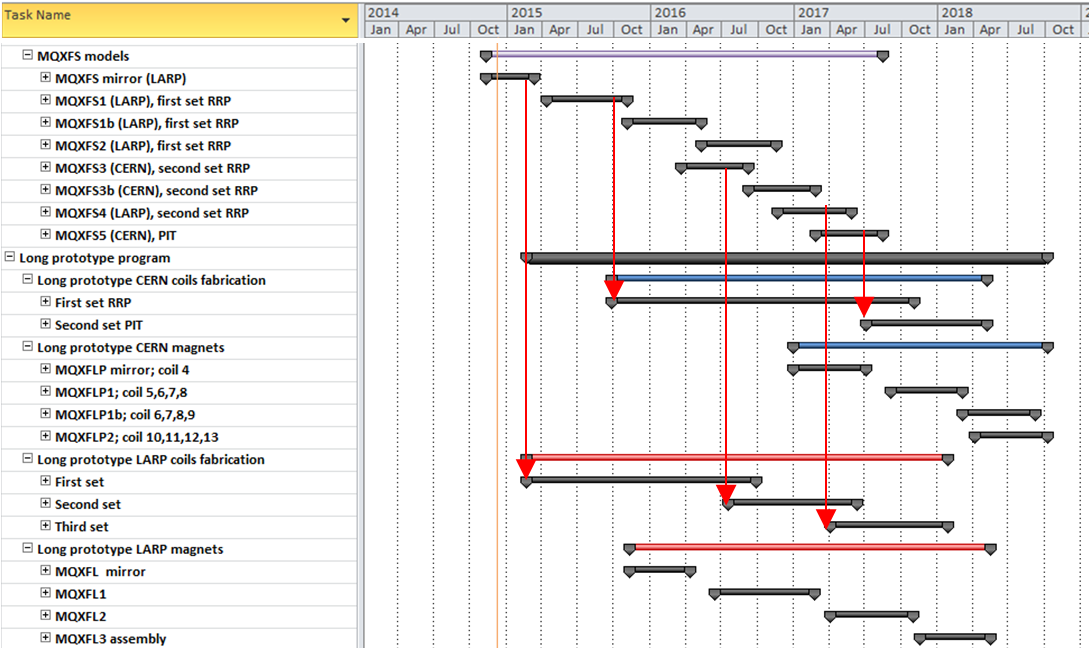 Task Name
2014 2015 2016 2017 2018 2
Jan Apr Jul Oct Jan Apr Jul Oct Jan Apr Jul Oct Jan Apr Jul Oct Jan Apr Jul Oct
MQXFS models
MQXFS mirror (LARP)
MQXFS1 (LARP), first set RRP
MQXFS1b (LARP), first set RRP
MQXFS2 (LARP), first set RRP
MQXFS3 (CERN), second set RRP
MQXFS3b (CERN), second set RRP
MQXFS4 (LARP), second set RRP
MQXFS5 (CERN), PIT
Long prototype program
Long prototype CERN coils fabrication
First set RRP
Second set PIT
Long prototype CERN magnets
MQXFLP mirror; coil 4
MQXFLP1; coil 5,6,7,8
MQXFLP1b; coil 6,7,8,9
MQXFLP2; coil 10,11,12,13
Long prototype LARP coils fabrication
First set
Second set
Third set
Long prototype LARP magnets
MQXFL mirror
MQXFL1
MQXFL2
MQXFL3 assembly